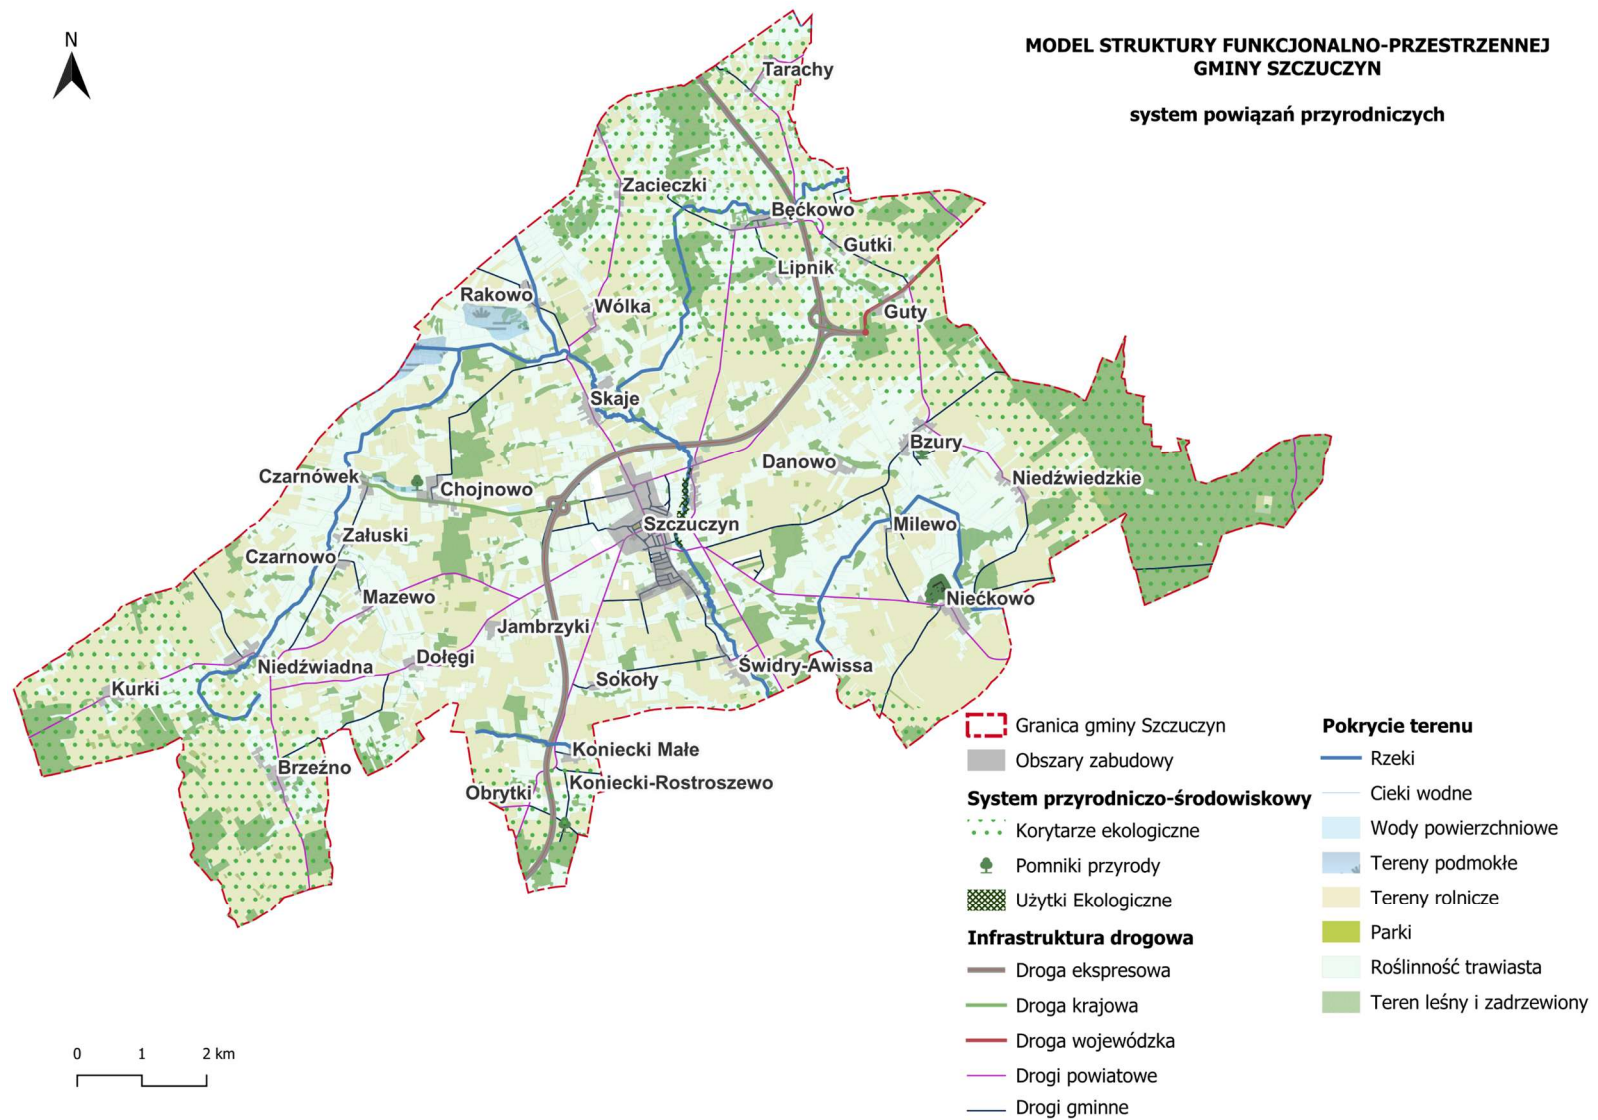 N
MODEL STRUKTURY FUNKCJONALNO-PRZESTRZENNEJ
GMINY SZCZUCZYN
system powiązań przyrodniczych
Tarachy
Zacieczki
Bęćkowo
Gutki
Lipnik
Rakowo
Wólka
Guty
Skaje
Bzury
Danowo
Czarnówek
Chojnowo
Niedźwiedzkie
Szczuczyn
Milewo
Załuski
Czarnowo
Mazewo
Niećkowo
Jambrzyki
Dołęgi
Niedźwiadna
Świdry-Awissa
Kurki
Sokoły
Koniecki Małe
Brzeźno
Obrytki
Koniecki-Rostroszewo
Granica gminy Szczuczyn
Obszary zabudowy
System przyrodniczo-środowiskowy
Korytarze ekologiczne
Pomniki przyrody
Użytki Ekologiczne
Infrastruktura drogowa
Droga ekspresowa
Droga krajowa
Droga wojewódzka
Drogi powiatowe
Drogi gminne
Pokrycie terenu
Rzeki
Cieki wodne
Wody powierzchniowe
Tereny podmokłe
Tereny rolnicze
Parki
Roślinność trawiasta
Teren leśny i zadrzewiony
0 1 2 km